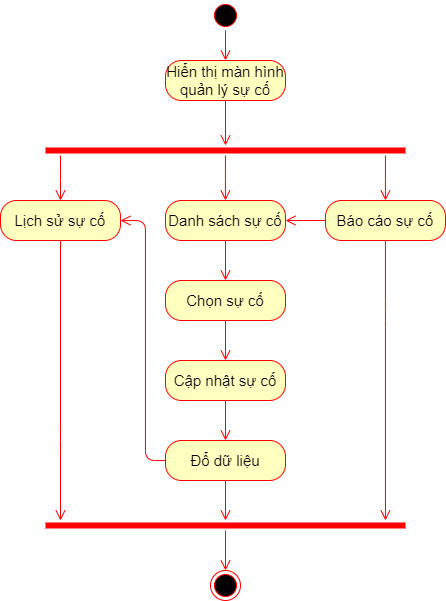 Hiển thị màn hình
quản lý sự cố
Lịch sử sự cố
Danh sách sự cố
Báo cáo sự cố
Chọn sự cố
Cập nhật sự cố
Đổ dữ liệu